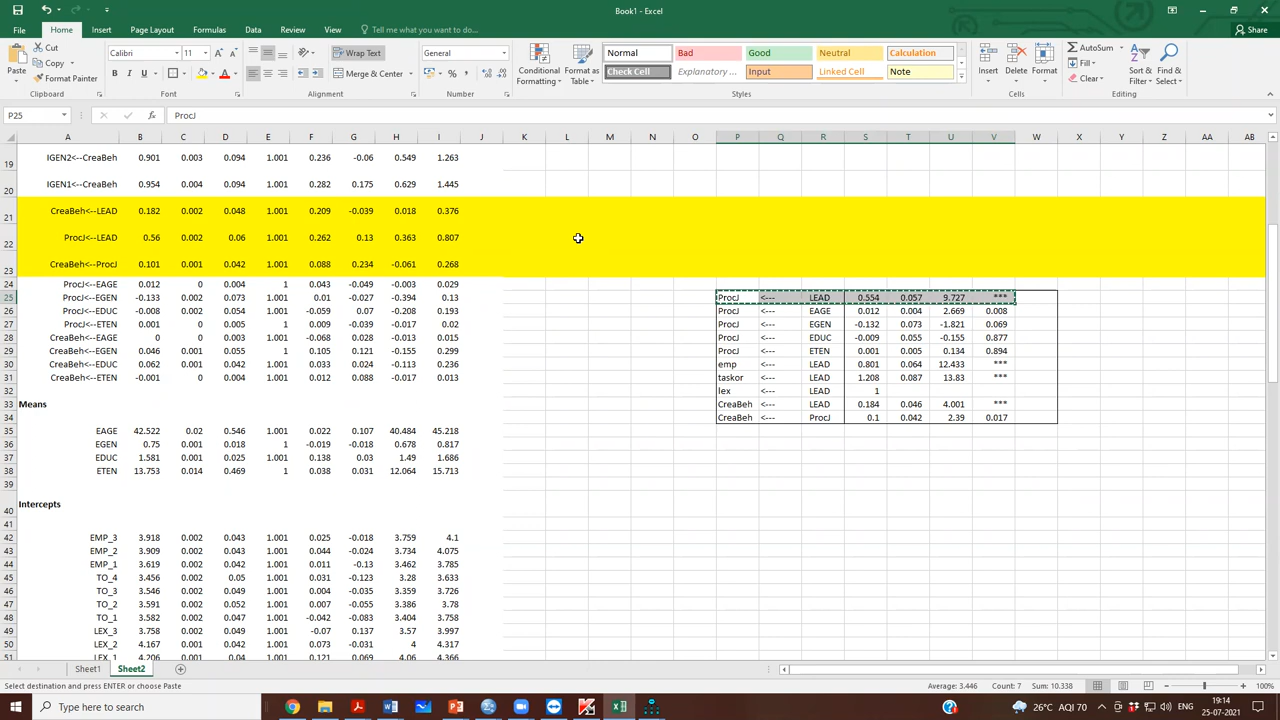 Book1 - Excel
File Home Insert Page Layout Formulas Data Review View Tell me what you want to do... Share
Paste Cut Copy Format Painter Clipboard
Calibri 11 Font
Wrap Text Merge & Center Alignment
General Number
Conditional Formatting Format as Table Normal Bad Good Neutral Calculation
Check Cell Explanatory ... Input Linked Cell Note Styles
Insert Delete Format Cells
AutoSum Fill Clear Sort & Filter Find & Select Editing
P25 ProcJ
A B C D E F G H I J K L M N O P Q R S T U V W X Y Z AA AB
19 IGEN2<--CreaBeh 0.901 0.003 0.094 1.001 0.236 -0.06 0.549 1.263
20 IGEN1<--CreaBeh 0.954 0.004 0.094 1.001 0.282 0.175 0.629 1.445
21 CreaBeh<--LEAD 0.182 0.002 0.048 1.001 0.209 -0.039 0.018 0.376
22 ProcJ<--LEAD 0.56 0.002 0.06 1.001 0.262 0.13 0.363 0.807
23 CreaBeh<--ProcJ 0.101 0.001 0.042 1.001 0.088 0.234 -0.061 0.268
24 ProcJ<--EAGE 0.012 0 0.004 1 0.043 -0.049 -0.003 0.029
25 ProcJ<--EGEN -0.133 0.002 0.073 1.001 0.01 -0.027 -0.394 0.13 ProcJ <--- LEAD 0.554 0.057 9.727 ***
26 ProcJ<--EDUC -0.008 0.002 0.054 1.001 -0.059 0.07 -0.208 0.193 ProcJ <--- EAGE 0.012 0.004 2.669 0.008
27 ProcJ<--ETEN 0.001 0 0.005 1 0.009 -0.039 -0.017 0.02 ProcJ <--- EGEN -0.132 0.073 -1.821 0.069
28 CreaBeh<--EAGE 0 0 0.003 1.001 -0.068 0.028 -0.013 0.015 ProcJ <--- EDUC -0.009 0.055 -0.155 0.877
29 CreaBeh<--EGEN 0.046 0.001 0.055 1.001 0.105 0.121 -0.155 0.299 ProcJ <--- ETEN 0.001 0.005 0.134 0.894
30 CreaBeh<--EDUC 0.062 0.001 0.042 1.001 0.033 0.024 -0.113 0.236 emp <--- LEAD 0.801 0.064 12.433 ***
31 CreaBeh<--ETEN -0.001 0 0.004 1.001 0.012 0.088 -0.017 0.013 taskor <--- LEAD 1.208 0.087 13.83 ***
32 lex <--- LEAD 1
33 Means CreaBeh <--- LEAD 0.184 0.046 4.001 ***
CreaBeh <--- ProcJ 0.1 0.042 2.39 0.017
35 EAGE 42.522 0.02 0.546 1.001 0.022 0.107 40.484 45.218
36 EGEN 0.75 0.001 0.018 1.001 -0.019 -0.018 0.678 0.817
37 EDUC 1.581 0.001 0.025 1.001 0.138 0.03 1.49 1.686
38 ETEN 13.753 0.014 0.469 1 0.038 0.031 12.064 15.713
39
40 Intercepts
41
42 EMP_3 3.918 0.002 0.043 1.001 0.025 -0.018 3.759 4.1
43 EMP_2 3.909 0.002 0.043 1.001 0.044 -0.024 3.734 4.075
44 EMP_1 3.619 0.002 0.042 1.001 0.011 -0.13 3.462 3.785
45 TO_4 3.456 0.002 0.05 1.001 0.031 -0.123 3.28 3.633
46 TO_3 3.546 0.002 0.049 1.001 0.004 -0.035 3.359 3.726
47 TO_2 3.591 0.002 0.052 1.001 0.007 -0.055 3.386 3.78
48 TO_1 3.582 0.002 0.047 1.001 -0.042 -0.083 3.404 3.758
49 LEX_3 3.758 0.002 0.049 1.001 -0.07 0.137 3.57 3.997
50 LEX_2 4.167 0.001 0.042 1.001 0.073 -0.031 4 4.317
51 LEX_1 4.206 0.001 0.04 1.001 0.121 0.069 4.06 4.366
Sheet1 Sheet2
Select destination and press ENTER or choose Paste Average: 3.446 Count: 7 Sum: 10.338 100%
Type here to search 26°C AQI 77 ENG 19:14
25-07-2021